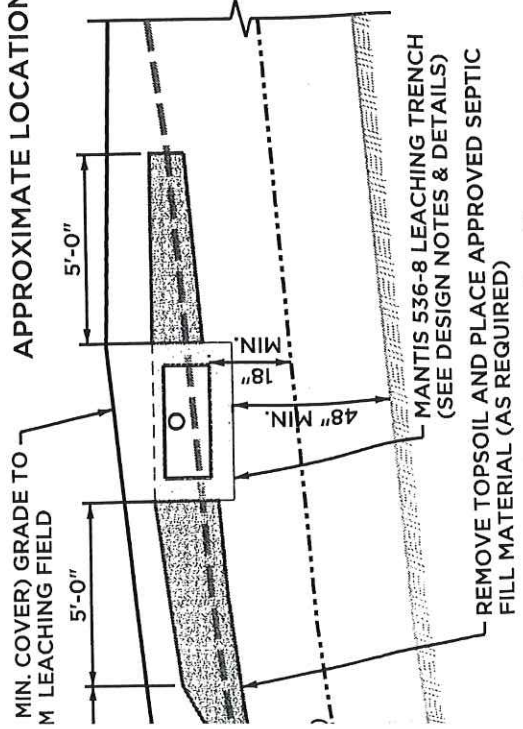 APPROXIMATE LOCATION
MIN. COVER) GRADE TO
M LEACHING FIELD
5'-0"
5'-0"
18"
MIN.
48" MIN.
MANTIS 536-8 LEACHING TRENCH
(SEE DESIGN NOTES & DETAILS)
REMOVE TOPSOIL AND PLACE APPROVED SEPTIC
FILL MATERIAL (AS REQUIRED)